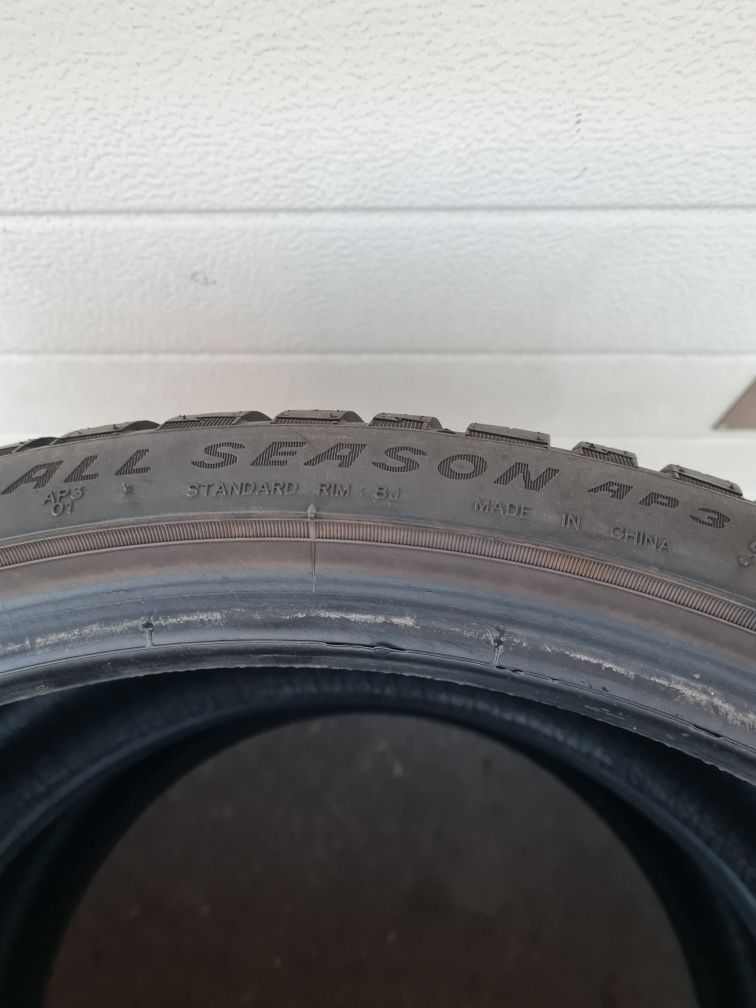 ALL SEASON AP3
AP3
01
STANDARD RIM : 8J
MADE IN CHINA